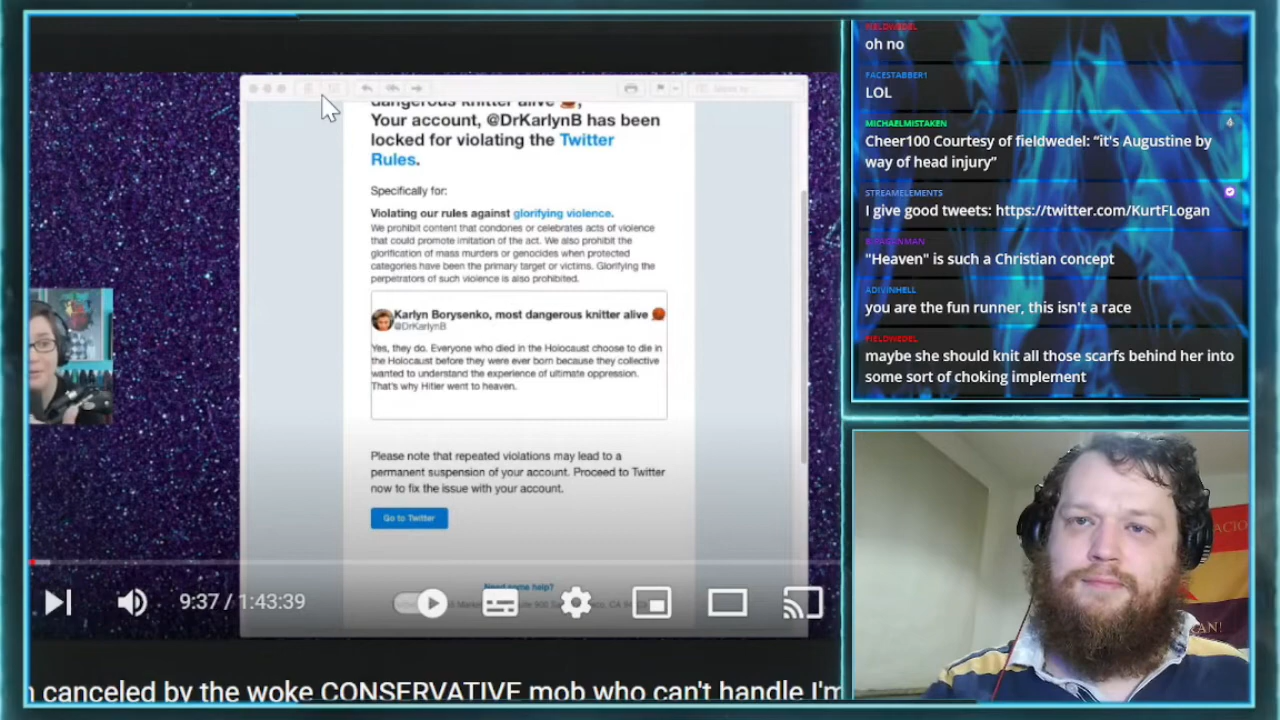 dangerous knitter alive
Your account, @DrKarlynB has been
locked for violating the Twitter
Rules.
Specifically for:
Violating our rules against glorifying violence.
We prohibit content that condones or celebrates acts of violence
that could promote imitation of the act. We also prohibit the
glorification of mass murders or genocides when protected
categories have been the primary target or victims. Glorifying the
perpetrators of such violence is also prohibited.
Karlyn Borysenko, most dangerous knitter alive
@DrKarlynB
Yes, they do. Everyone who died in the Holocaust choose to die in
the Holocaust before they were ever born because they collective
wanted to understand the experience of ultimate oppression.
That's why Hitler went to heaven.
Please note that repeated violations may lead to a
permanent suspension of your account. Proceed to Twitter
now to fix the issue with your account.
Go to Twitter
Need some help?
9:37 / 1:43:39
canceled by the woke CONSERVATIVE mob who can't handle I'm
FIELDWEDEL
oh no
FACESTABBER1
LOL
MICHAELMISTAKEN
4
Cheer100 Courtesy of fieldwedel: “it's Augustine by
way of head injury”
STREAMELEMENTS
I give good tweets: https://twitter.com/KurtFLogan
"Heaven" is such a Christian concept
ADIVINHELL
you are the fun runner, this isn't a race
FIELDWEDEL
maybe she should knit all those scarfs behind her into
some sort of choking implement